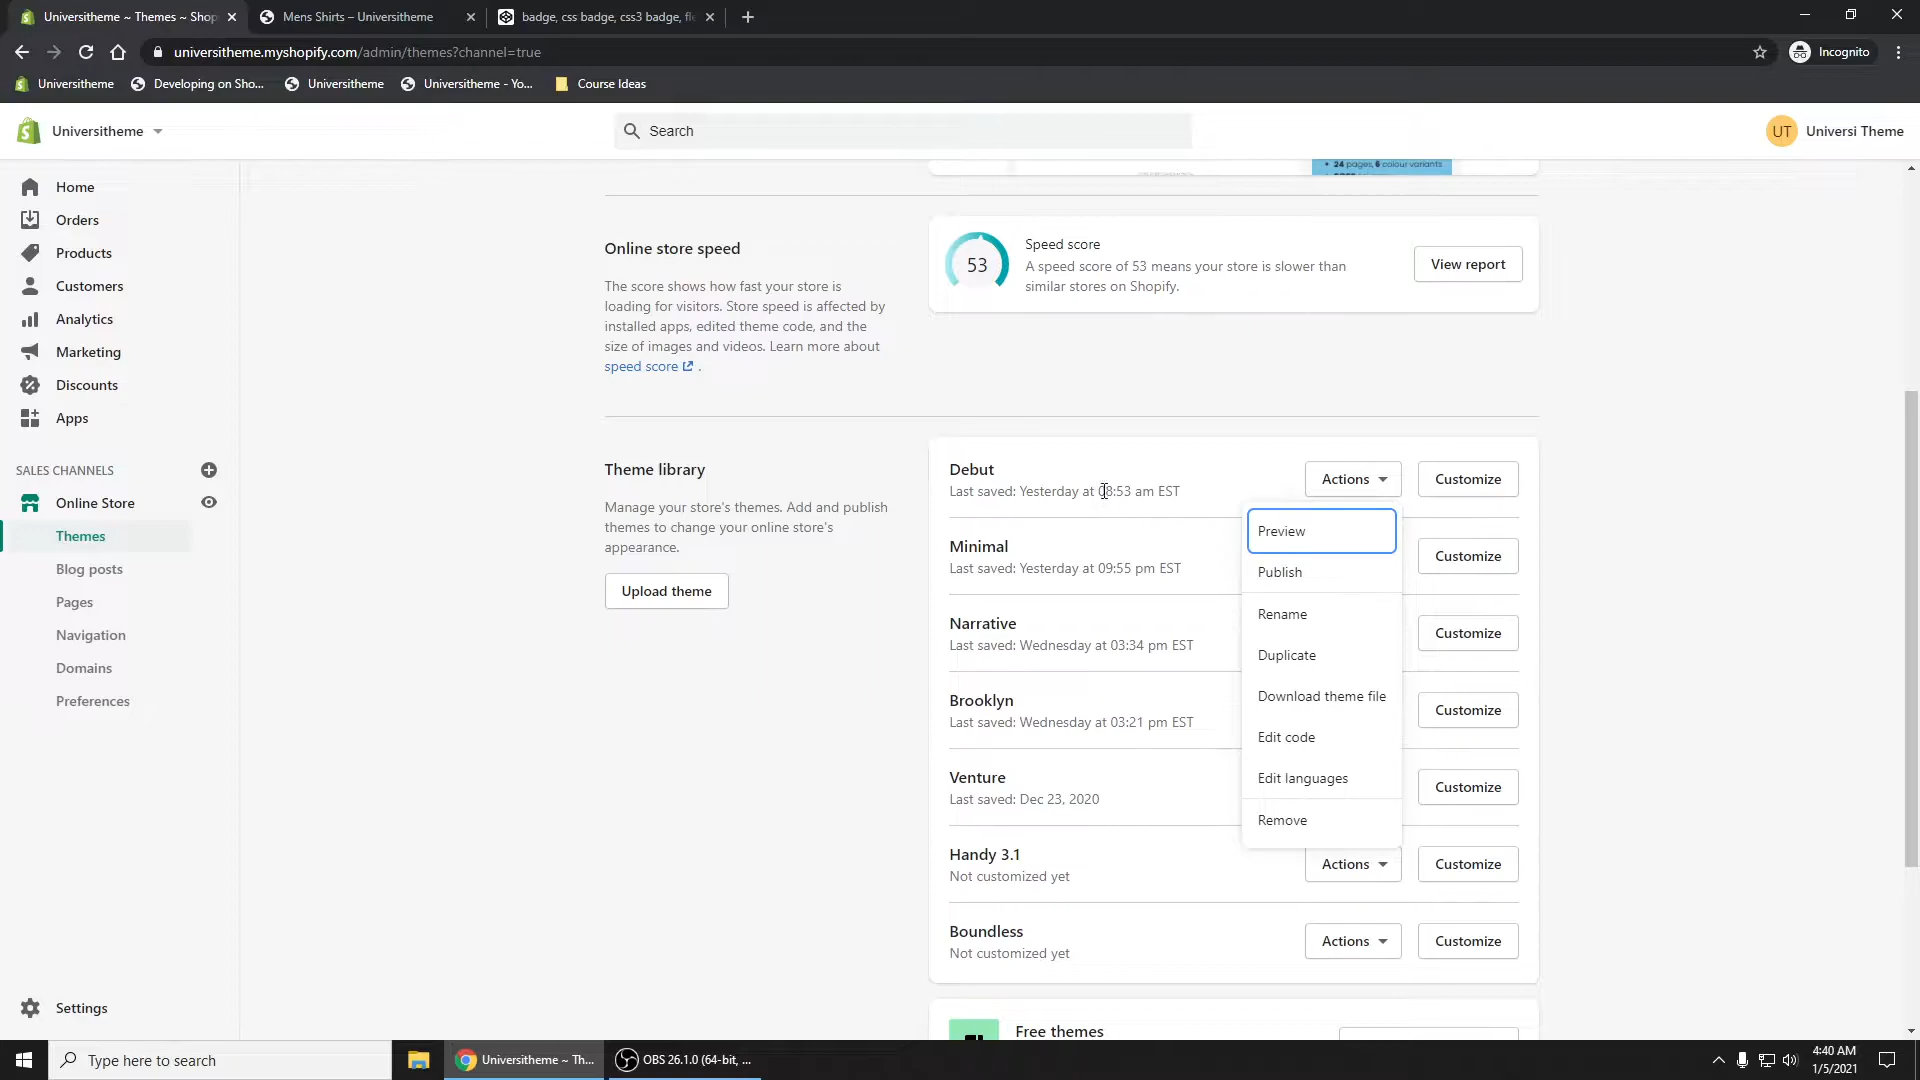 Universitheme ~ Themes ~ Shop
Mens Shirts – Universitheme
badge, css badge, css3 badge, fle
universitheme.myshopify.com/admin/themes?channel=true
Incognito
Universitheme
Developing on Sho...
Universitheme
Universitheme - Yo...
Course Ideas
Universitheme
Search
UT
Universi Theme
Home
Orders
Products
Customers
Analytics
Marketing
Discounts
Apps
SALES CHANNELS
Online Store
Themes
Blog posts
Pages
Navigation
Domains
Preferences
Settings
• 24 pages, 6 colour variants
Online store speed
The score shows how fast your store is
loading for visitors. Store speed is affected by
installed apps, edited theme code, and the
size of images and videos. Learn more about
speed score .
53
Speed score
A speed score of 53 means your store is slower than
similar stores on Shopify.
View report
Theme library
Manage your store's themes. Add and publish
themes to change your online store's
appearance.
Upload theme
Debut
Last saved: Yesterday at 08:53 am EST
Actions
Customize
Minimal
Last saved: Yesterday at 09:55 pm EST
Customize
Narrative
Last saved: Wednesday at 03:34 pm EST
Customize
Brooklyn
Last saved: Wednesday at 03:21 pm EST
Customize
Venture
Last saved: Dec 23, 2020
Customize
Handy 3.1
Not customized yet
Actions
Customize
Boundless
Not customized yet
Actions
Customize
Preview
Publish
Rename
Duplicate
Download theme file
Edit code
Edit languages
Remove
Free themes
Type here to search
Universitheme ~ Th...
OBS 26.1.0 (64-bit, ...
4:40 AM
1/5/2021